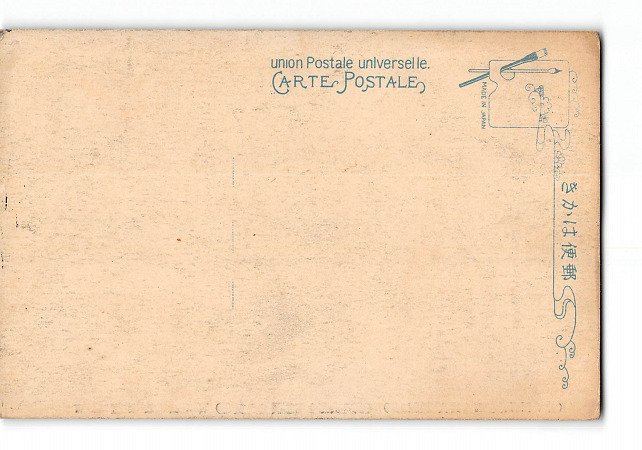 unIon Postale unIverselle.
CARTE POSTALE
MADE IN JAPAN
きかは便郵